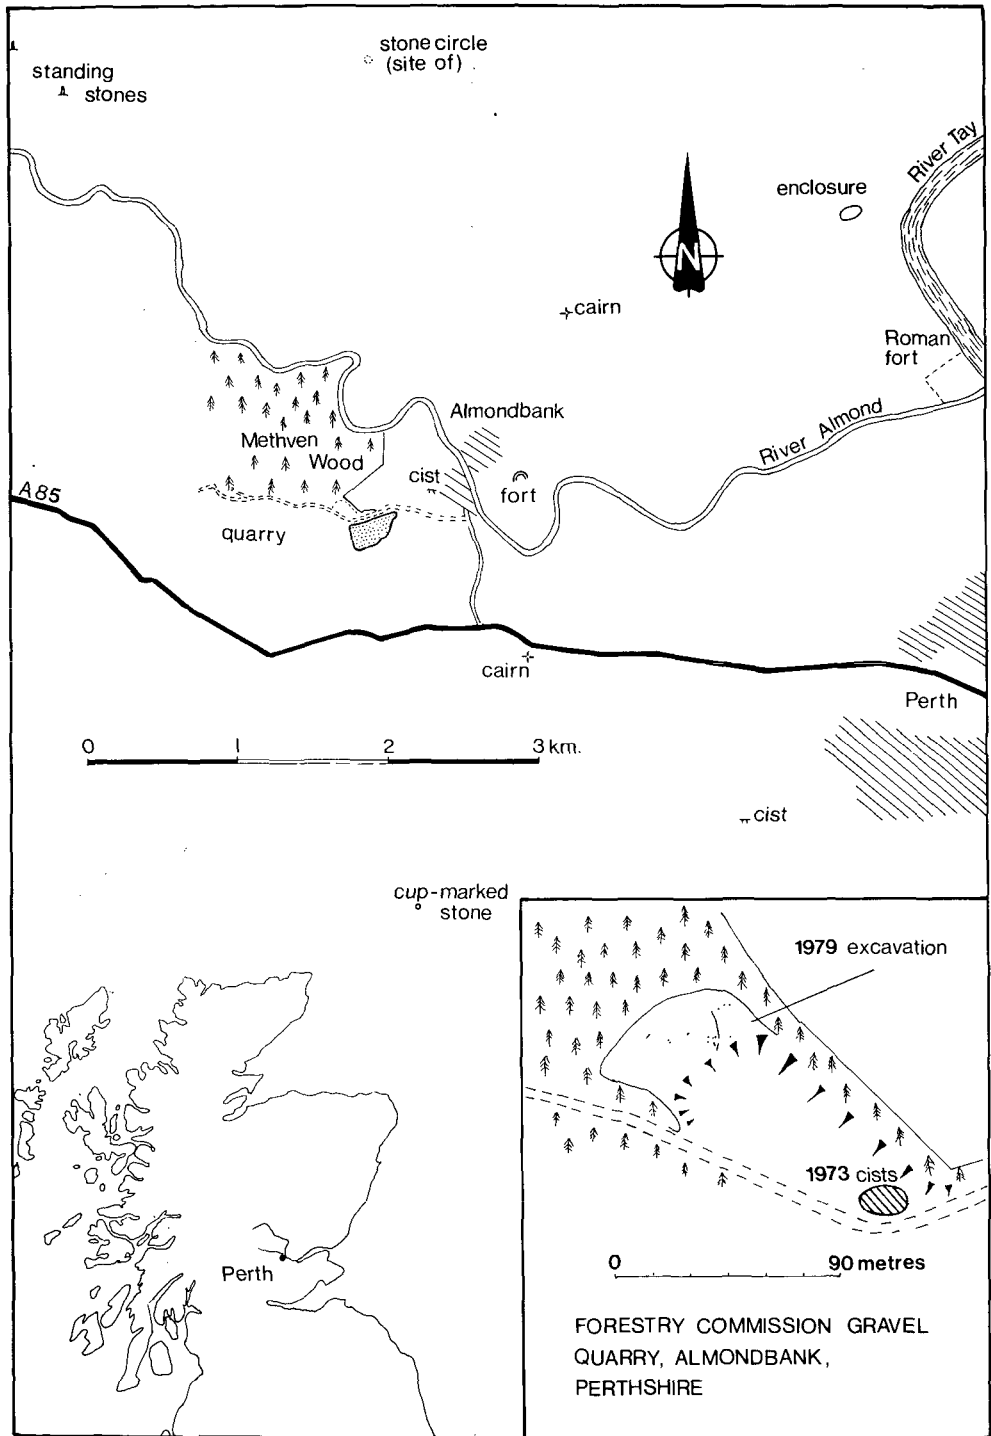 stone circle
(site of)
standing
stones
River Tay
enclosure
N
cairn
Roman
fort
Almondbank
River Almond
Methven
Wood
cist
fort
A85
quarry
cairn
Perth
0 1 2 3 km.
cist
cup-marked
stone
1979 excavation
1973 cists
Perth
0 90 metres
FORESTRY COMMISSION GRAVEL
QUARRY, ALMONDBANK,
PERTHSHIRE